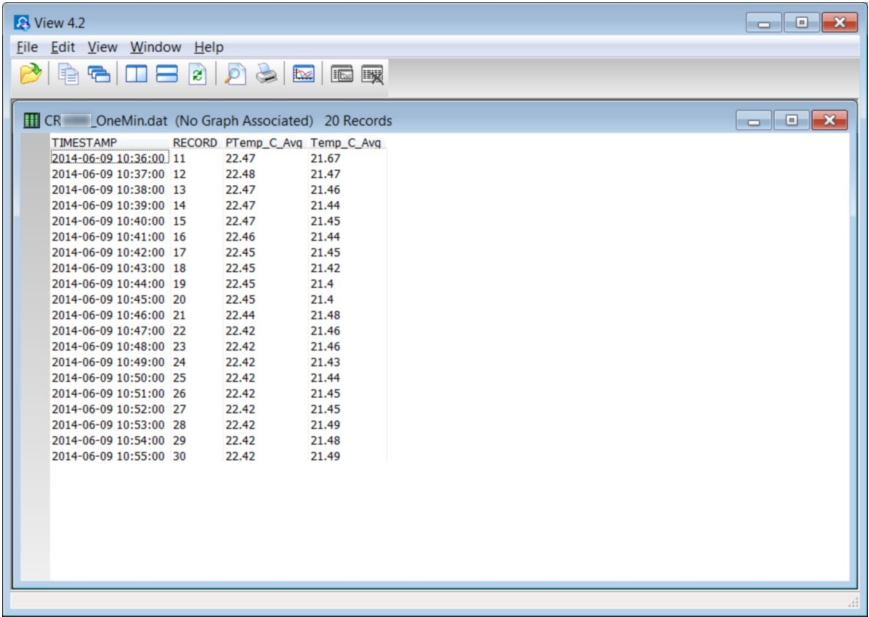 View 4.2
File Edit View Window Help
CR _OneMin.dat (No Graph Associated) 20 Records
TIMESTAMP RECORD PTemp_C_Avg Temp_C_Avg
2014-06-09 10:36:00 11 22.47 21.67
2014-06-09 10:37:00 12 22.48 21.47
2014-06-09 10:38:00 13 22.47 21.46
2014-06-09 10:39:00 14 22.47 21.44
2014-06-09 10:40:00 15 22.47 21.45
2014-06-09 10:41:00 16 22.46 21.44
2014-06-09 10:42:00 17 22.45 21.45
2014-06-09 10:43:00 18 22.45 21.42
2014-06-09 10:44:00 19 22.45 21.4
2014-06-09 10:45:00 20 22.45 21.4
2014-06-09 10:46:00 21 22.44 21.48
2014-06-09 10:47:00 22 22.42 21.46
2014-06-09 10:48:00 23 22.42 21.46
2014-06-09 10:49:00 24 22.42 21.43
2014-06-09 10:50:00 25 22.42 21.44
2014-06-09 10:51:00 26 22.42 21.45
2014-06-09 10:52:00 27 22.42 21.45
2014-06-09 10:53:00 28 22.42 21.49
2014-06-09 10:54:00 29 22.42 21.48
2014-06-09 10:55:00 30 22.42 21.49